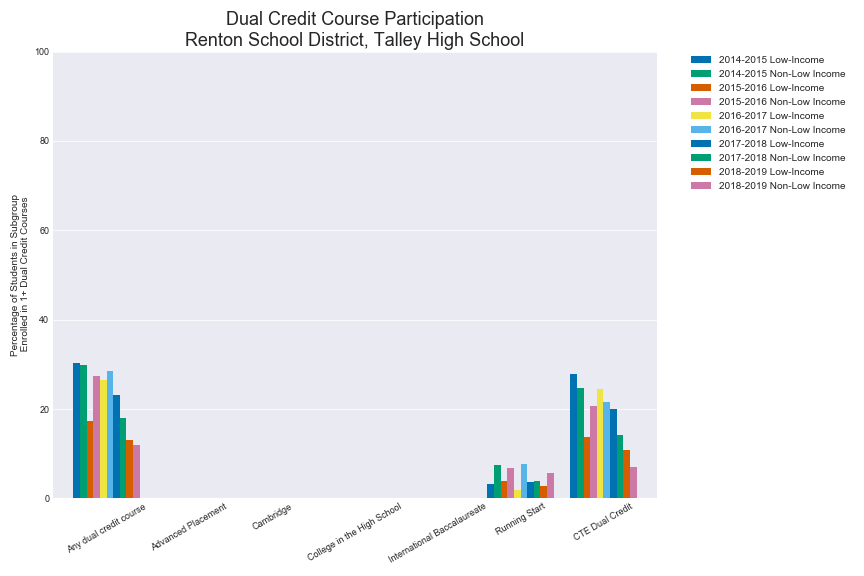 Dual Credit Course Participation
Renton School District, Talley High School
Percentage of Students in Subgroup
Enrolled in 1+ Dual Credit Courses
100
80
60
40
20
0
Any dual credit course
Advanced Placement
Cambridge
College in the High School
International Baccalaureate
Running Start
CTE Dual Credit
2014-2015 Low-Income
2014-2015 Non-Low Income
2015-2016 Low-Income
2015-2016 Non-Low Income
2016-2017 Low-Income
2016-2017 Non-Low Income
2017-2018 Low-Income
2017-2018 Non-Low Income
2018-2019 Low-Income
2018-2019 Non-Low Income